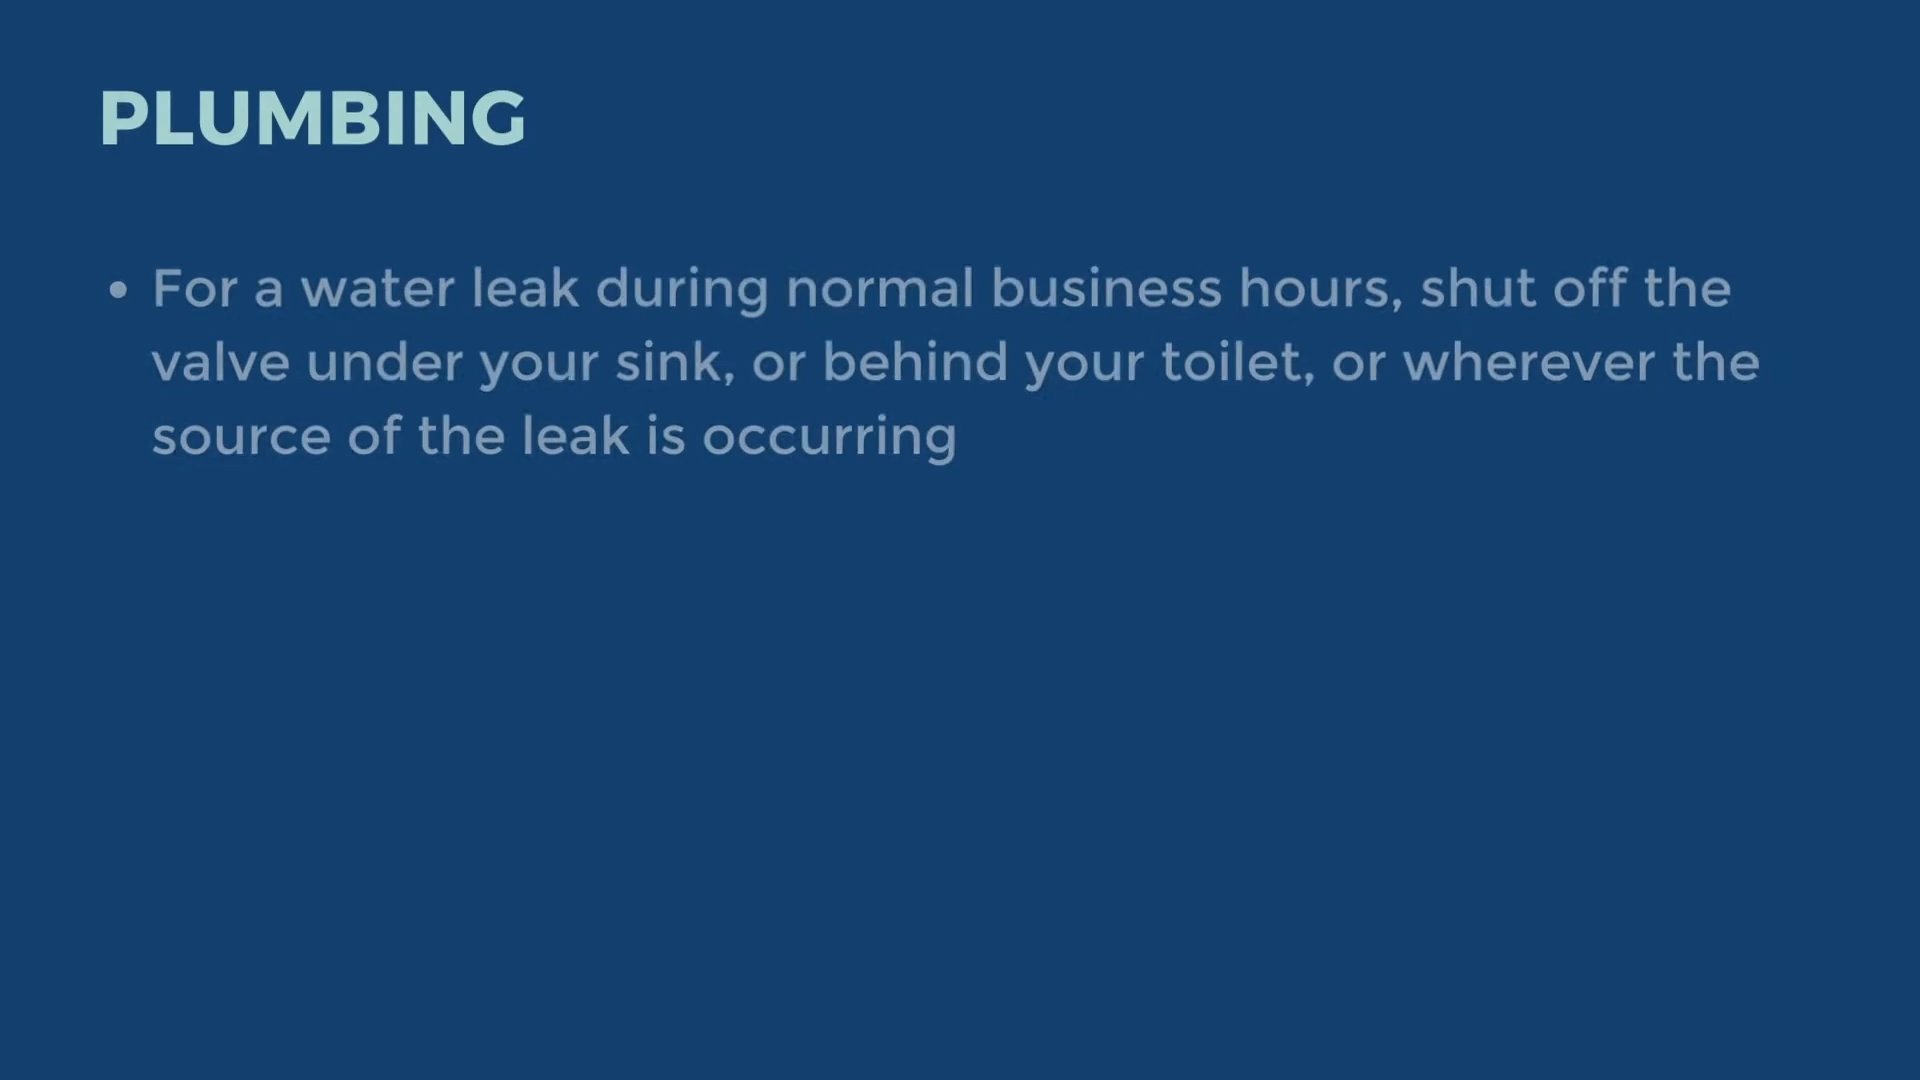 PLUMBING
• For a water leak during normal business hours, shut off the
valve under your sink, or behind your toilet, or wherever the
source of the leak is occurring